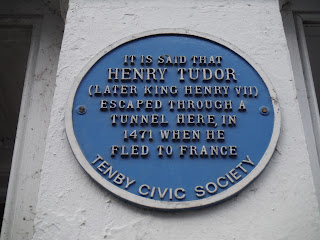 IT IS SAID THAT
HENRY TUDOR
(LATER KING HENRY VII)
ESCAPED THROUGH A
TUNNEL HERE, IN
1471 WHEN HE
FLED TO FRANCE
TENBY CIVIC SOCIETY